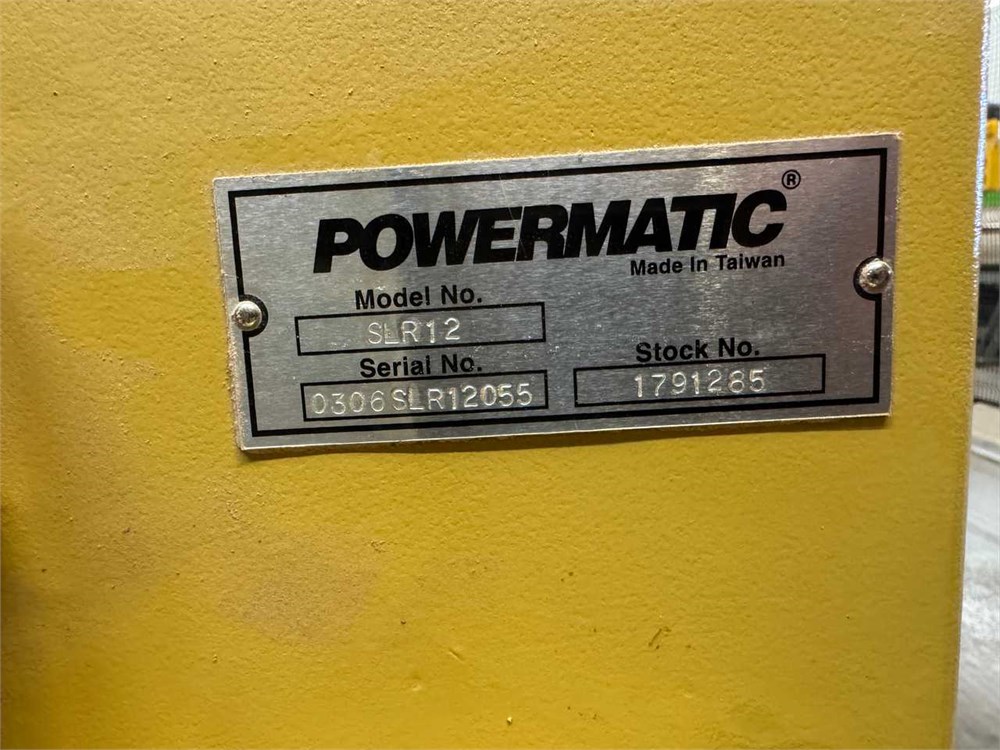 POWERMATIC®
Made In Taiwan
Model No.
SLR12
Serial No.
0306SLR12055
Stock No.
1791285